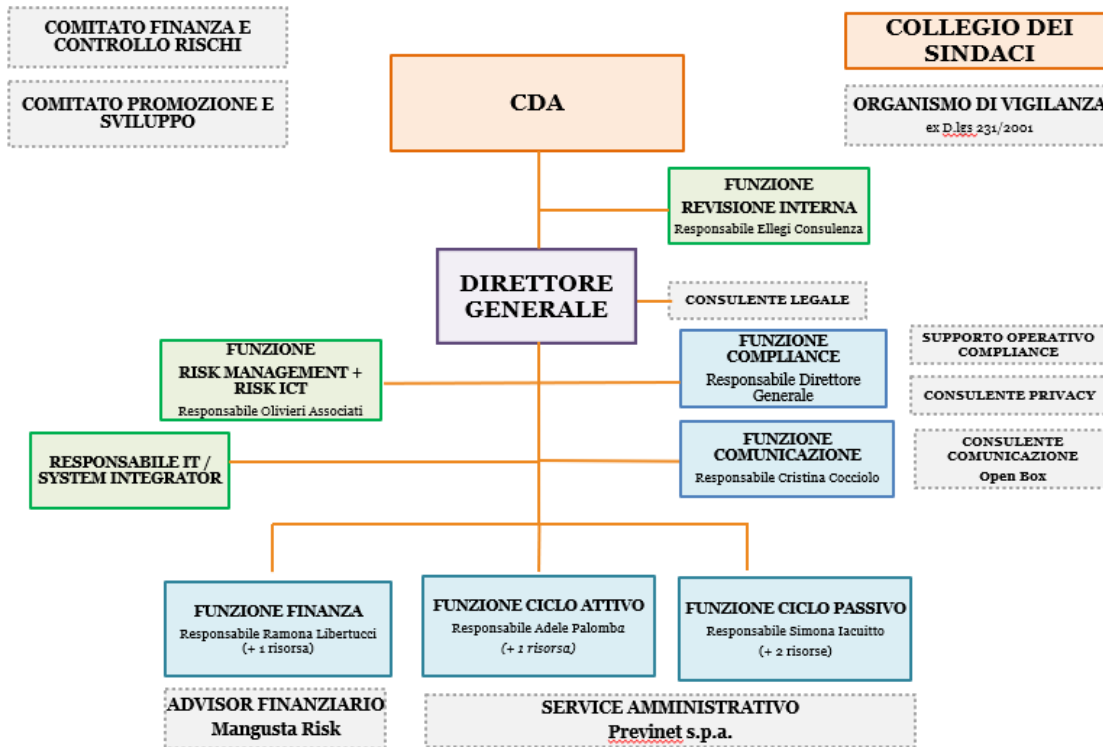 COMITATO FINANZA E
CONTROLLO RISCHI
COLLEGIO DEI
SINDACI
COMITATO PROMOZIONE E
SVILUPPO
CDA
ORGANISMO DI VIGILANZA
ex D.lgs 231/2001
FUNZIONE
REVISIONE INTERNA
Responsabile Ellegi Consulenza
DIRETTORE
GENERALE
CONSULENTE LEGALE
FUNZIONE
RISK MANAGEMENT +
RISK ICT
Responsabile Olivieri Associati
FUNZIONE
COMPLIANCE
Responsabile Direttore
Generale
SUPPORTO OPERATIVO
COMPLIANCE
CONSULENTE PRIVACY
RESPONSABILE IT /
SYSTEM INTEGRATOR
FUNZIONE
COMUNICAZIONE
Responsabile Cristina Cocciolo
CONSULENTE
COMUNICAZIONE
Open Box
FUNZIONE FINANZA
Responsabile Ramona Libertucci
(+ 1 risorsa)
FUNZIONE CICLO ATTIVO
Responsabile Adele Palomba
(+ 1 risorsa)
FUNZIONE CICLO PASSIVO
Responsabile Simona Iacuitto
(+ 2 risorse)
ADVISOR FINANZIARIO
Mangusta Risk
SERVICE AMMINISTRATIVO
Previnet s.p.a.